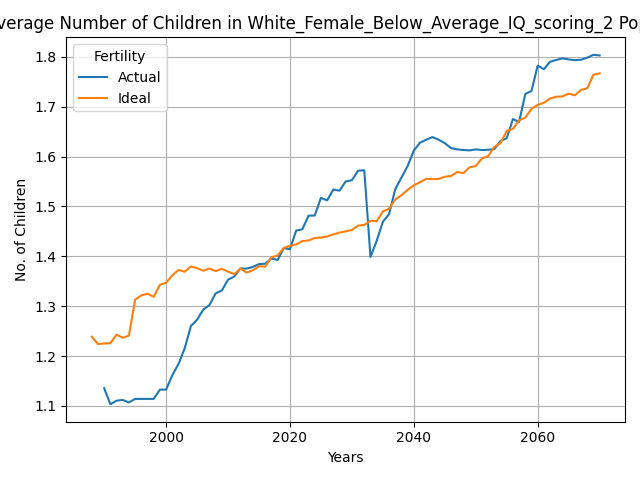 verage Number of Children in White_Female_Below_Average_IQ_scoring_2 Pop
Fertility
Actual
Ideal
No. of Children
1.8
1.7
1.6
1.5
1.4
1.3
1.2
1.1
2000 2020 2040 2060
Years